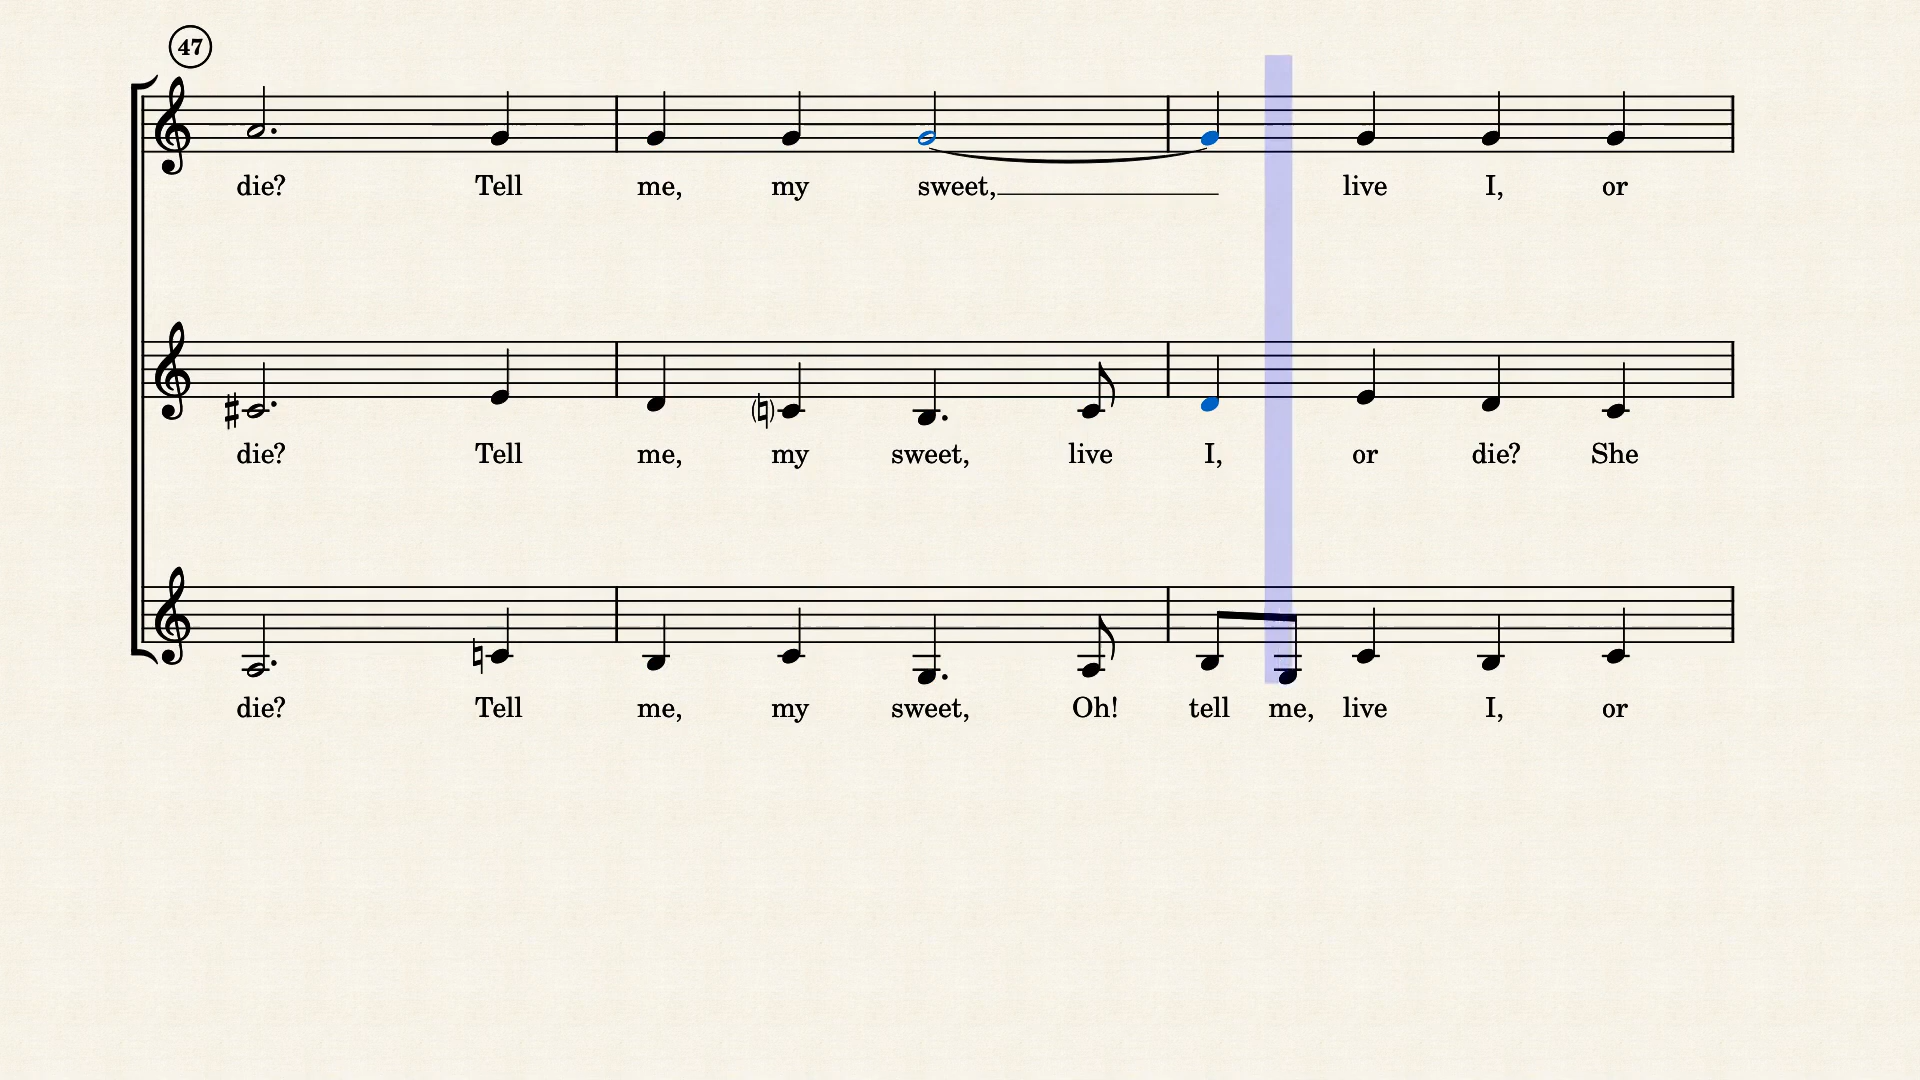 47
die? Tell me, my sweet, live I, or
die? Tell me, my sweet, live I, or die? She
die? Tell me, my sweet, Oh! tell me, live I, or